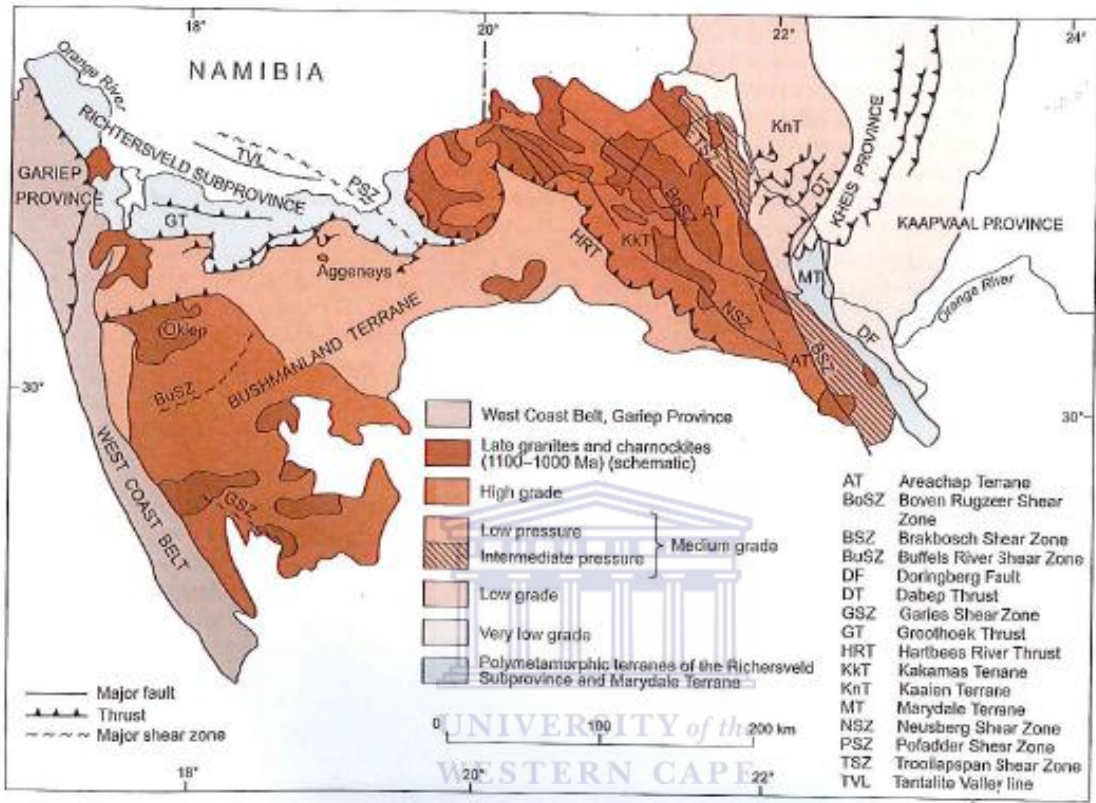 18°
20°
22°
24°
Orange River
NAMIBIA
RICHTERSVELD SUBPROVINCE
TVL
PSZ
GARIEP
PROVINCE
GT
Aggeneys
Okiep
BuSZ
BUSHMANLAND TERRANE
GSZ
WEST COAST BELT
30°
HRT
KkT
AT
NSZ
AT
BSZ
KnT
DT
KHEIS PROVINCE
KAAPVAAL PROVINCE
MT
DF
Orange River
30°
West Coast Belt, Gariep Province
Late granites and charnockites
(1100–1000 Ma) (schematic)
High grade
Low pressure
Intermediate pressure
Medium grade
Low grade
Very low grade
Polymetamorphic terranes of the Richersveld
Subprovince and Marydale Terrane
AT Areachap Terrane
BoSZ Boven Rugzeer Shear
Zone
BSZ Brakbosch Shear Zone
BuSZ Buffels River Shear Zone
DF Doringberg Fault
DT Dabep Thrust
GSZ Garies Shear Zone
GT Groothoek Thrust
HRT Hartbees River Thrust
KkT Kakamas Terrane
KnT Kaaien Terrane
MT Marydale Terrane
NSZ Neusberg Shear Zone
PSZ Pofadder Shear Zone
TSZ Trooilapspan Shear Zone
TVL Tantalite Valley line
Major fault
Thrust
Major shear zone
0 100 200 km
UNIVERSITY of the
WESTERN CAPE
18°
20°
22°